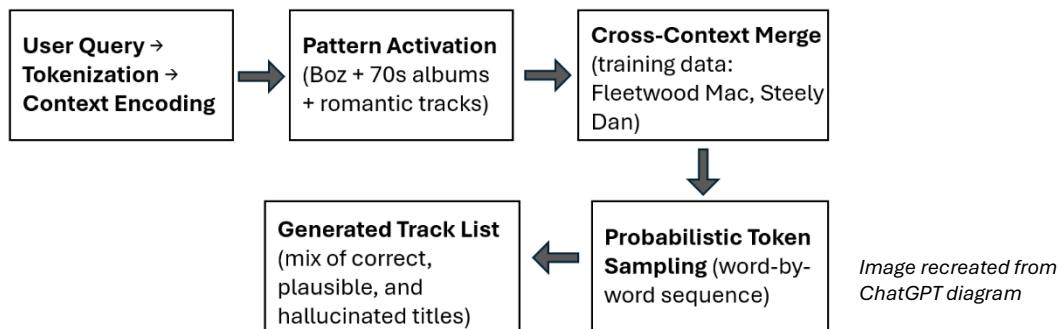 User Query →
Tokenization →
Context Encoding
Pattern Activation
(Boz + 70s albums
+ romantic tracks)
Cross-Context Merge
(training data:
Fleetwood Mac, Steely
Dan)
Probabilistic Token
Sampling (word-by-
word sequence)
Generated Track List
(mix of correct,
plausible, and
hallucinated titles)
Image recreated from
ChatGPT diagram